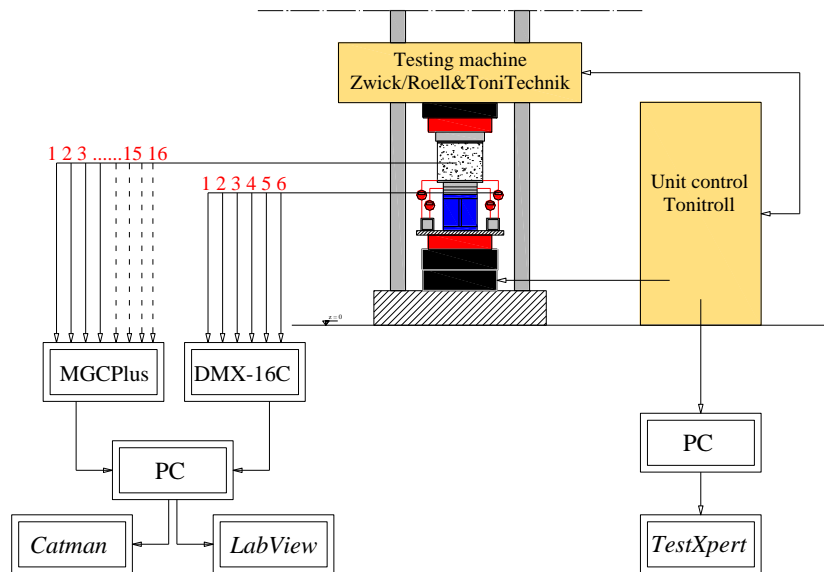 Testing machine
Zwick/Roell&ToniTechnik
1 2 3 ......15 16
1 2 3 4 5 6
Unit control
Tonitroll
z=0
MGCPlus
DMX-16C
PC
PC
Catman
LabView
TestXpert